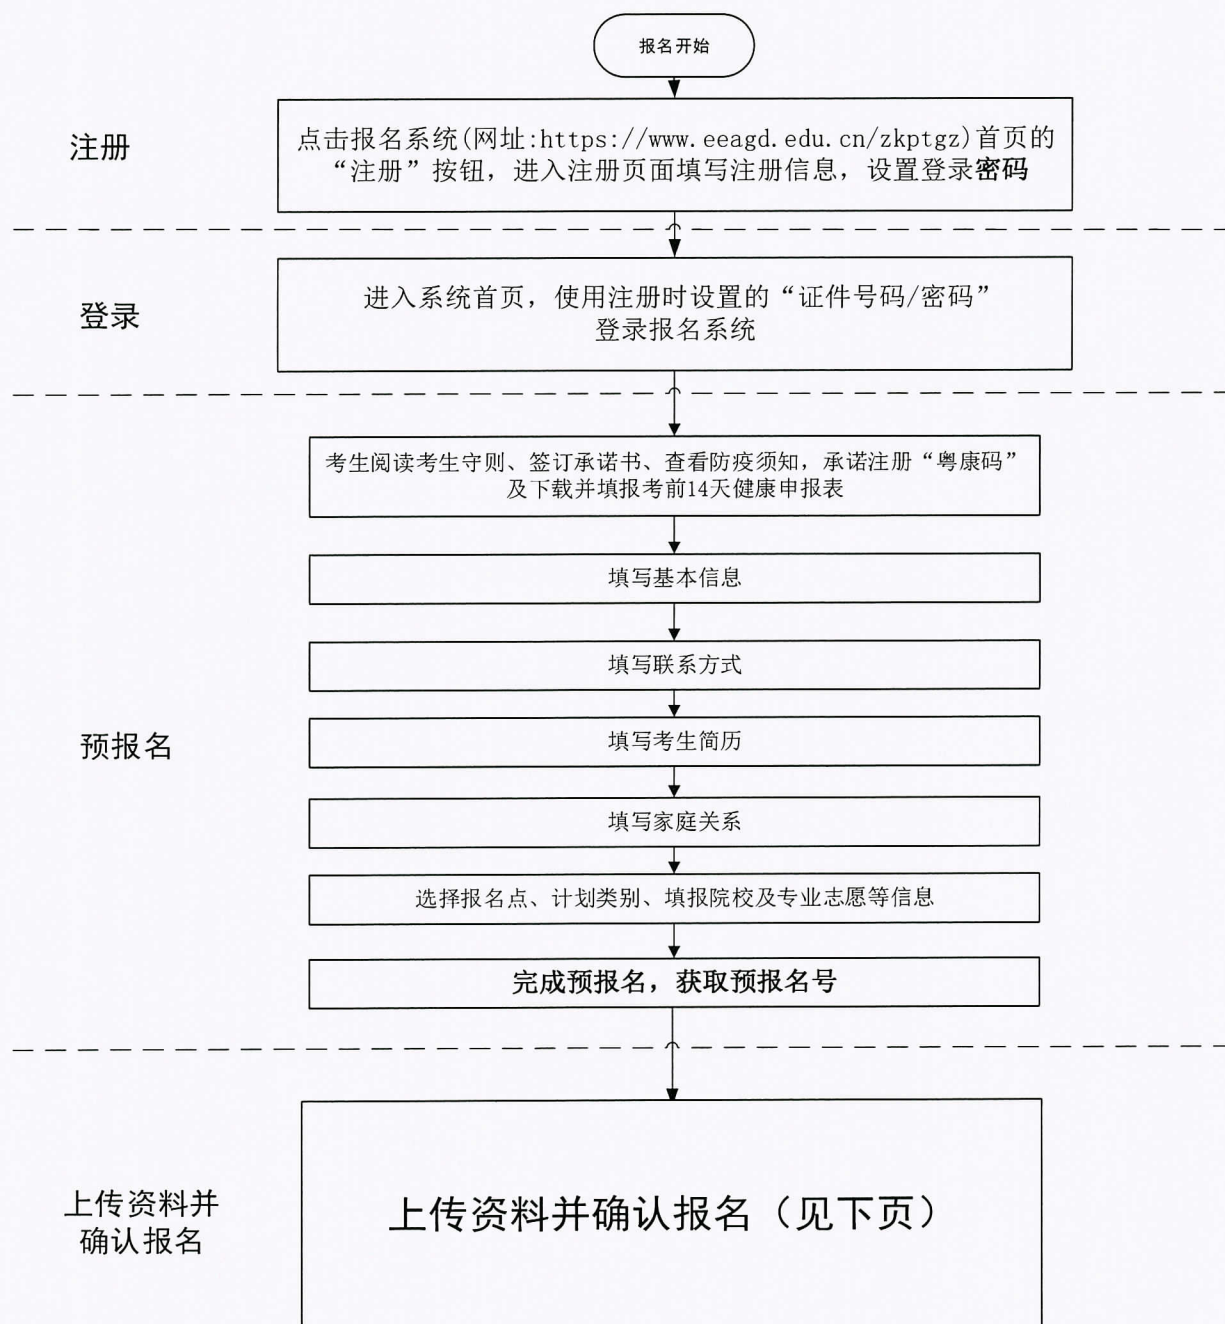 报名开始
注册
点击报名系统(网址:https://www.eeagd.edu.cn/zkptgz)首页的
“注册”按钮，进入注册页面填写注册信息，设置登录密码
登录
进入系统首页，使用注册时设置的“证件号码/密码”
登录报名系统
考生阅读考生守则、签订承诺书、查看防疫须知，承诺注册“粤康码”
及下载并填报考前14天健康申报表
填写基本信息
填写联系方式
预报名
填写考生简历
填写家庭关系
选择报名点、计划类别、填报院校及专业志愿等信息
完成预报名，获取预报名号
上传资料并
确认报名
上传资料并确认报名（见下页）